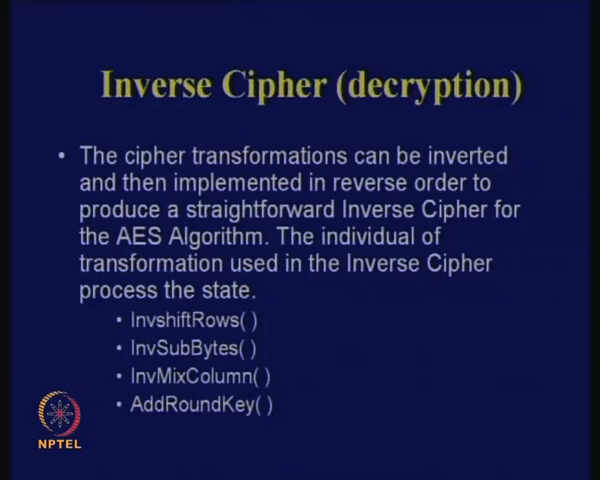 Inverse Cipher (decryption)
• The cipher transformations can be inverted
and then implemented in reverse order to
produce a straightforward Inverse Cipher for
the AES Algorithm. The individual of
transformation used in the Inverse Cipher
process the state.
• InvshiftRows( )
• InvSubBytes( )
• InvMixColumn( )
• AddRoundKey( )
NPTEL